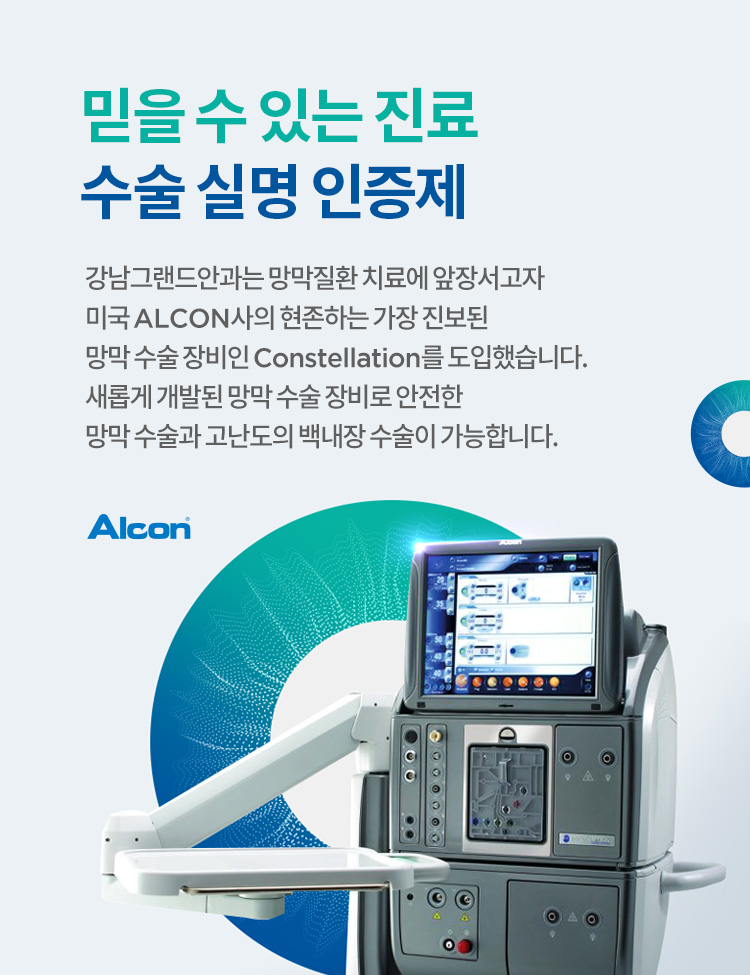 믿을 수 있는 진료
수술 실명 인증제
강남그랜드안과는 망막질환 치료에 앞장서고자
미국 ALCON사의 현존하는 가장 진보된
망막 수술 장비인 Constellation를 도입했습니다.
새롭게 개발된 망막 수술 장비로 안전한
망막 수술과 고난도의 백내장 수술이 가능합니다.
Alcon®
Alcon